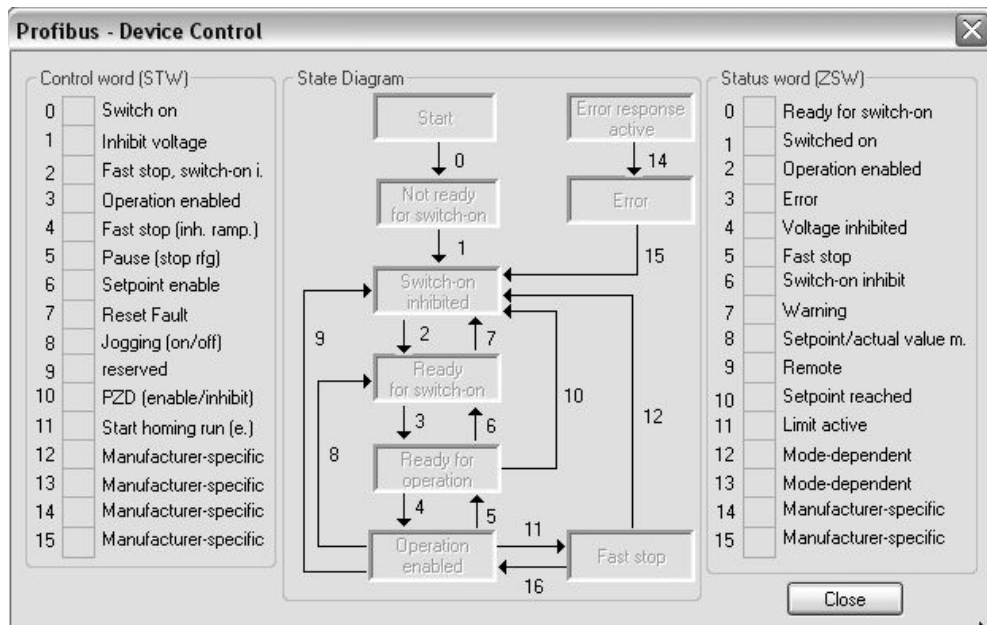 Profibus - Device Control
Control word (STW)
0 Switch on
1 Inhibit voltage
2 Fast stop, switch-on i.
3 Operation enabled
4 Fast stop (inh. ramp.)
5 Pause (stop rfg)
6 Setpoint enable
7 Reset Fault
8 Jogging (on/off)
9 reserved
10 PZD (enable/inhibit)
11 Start homing run (e.)
12 Manufacturer-specific
13 Manufacturer-specific
14 Manufacturer-specific
15 Manufacturer-specific
State Diagram
Start
Error response
active
0
14
Not ready
for switch-on
Error
1
15
Switch-on
inhibited
9
2
7
Ready
for switch-on
10
12
3
6
8
Ready for
operation
4
5
11
Operation
enabled
Fast stop
16
Status word (ZSW)
0 Ready for switch-on
1 Switched on
2 Operation enabled
3 Error
4 Voltage inhibited
5 Fast stop
6 Switch-on inhibit
7 Warning
8 Setpoint/actual value m.
9 Remote
10 Setpoint reached
11 Limit active
12 Mode-dependent
13 Mode-dependent
14 Manufacturer-specific
15 Manufacturer-specific
Close